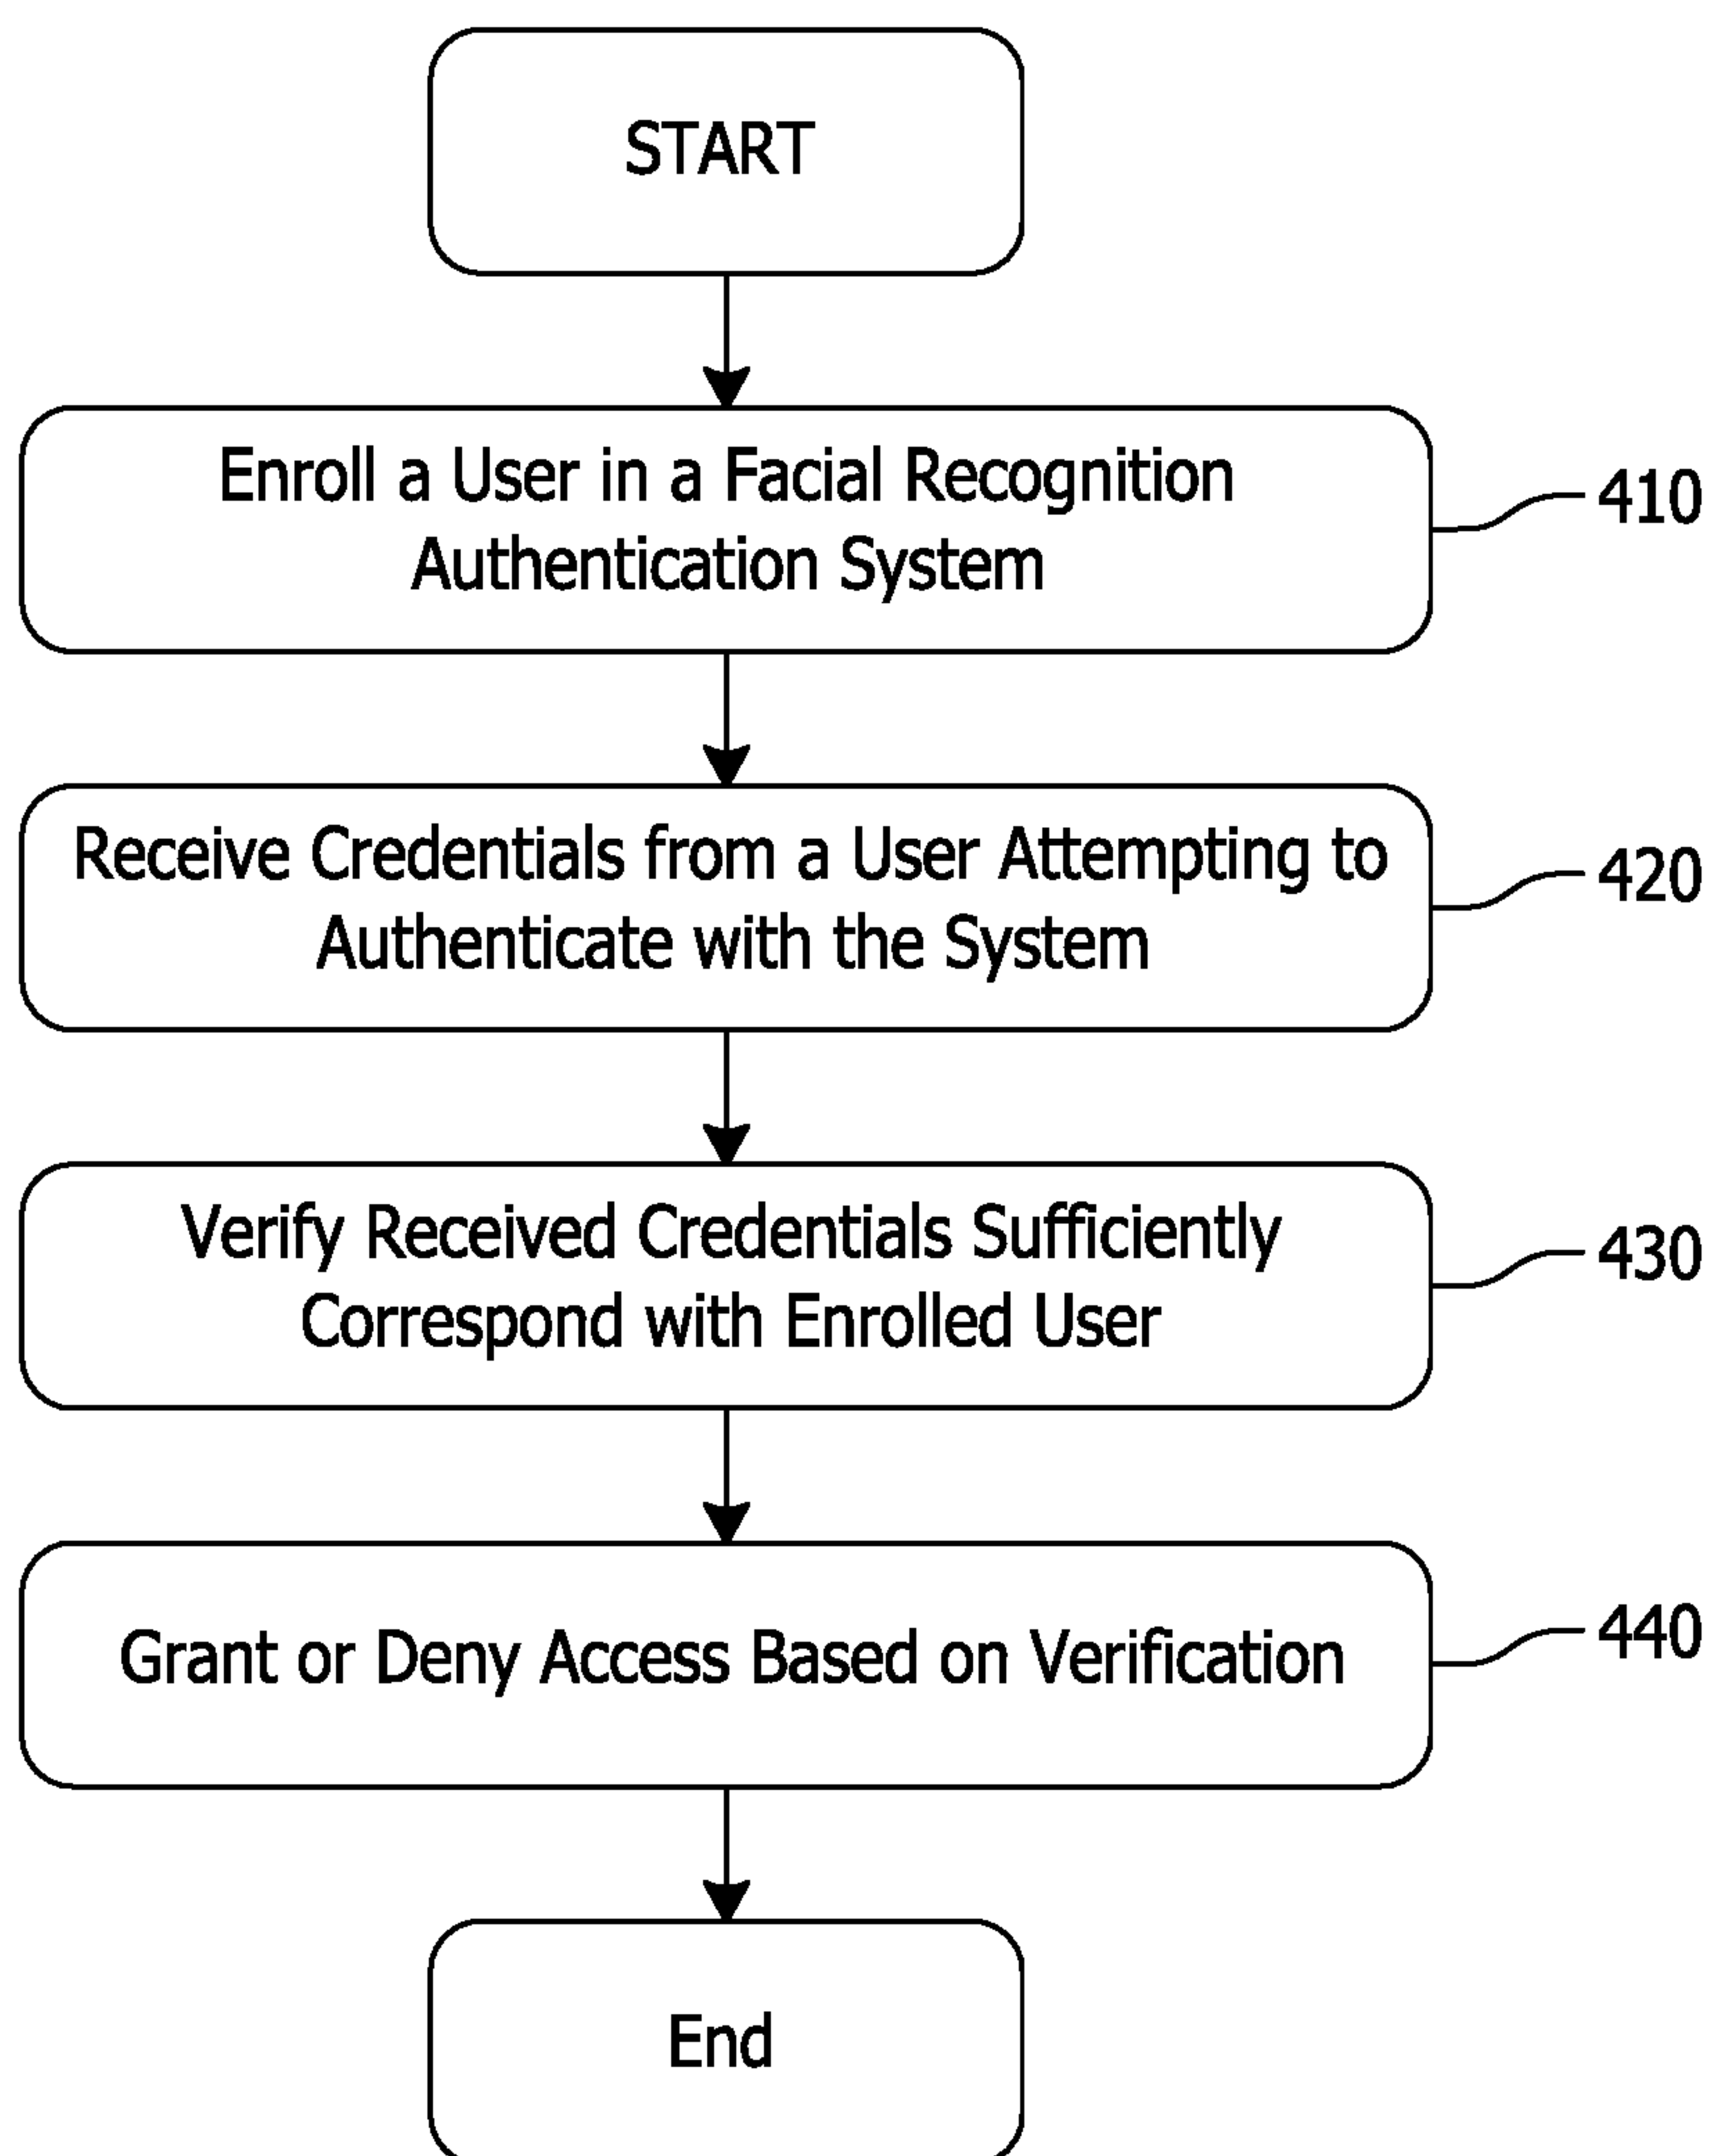 START
Enroll a User in a Facial Recognition
Authentication System
410
Receive Credentials from a User Attempting to
Authenticate with the System
420
Verify Received Credentials Sufficiently
Correspond with Enrolled User
430
Grant or Deny Access Based on Verification
440
End